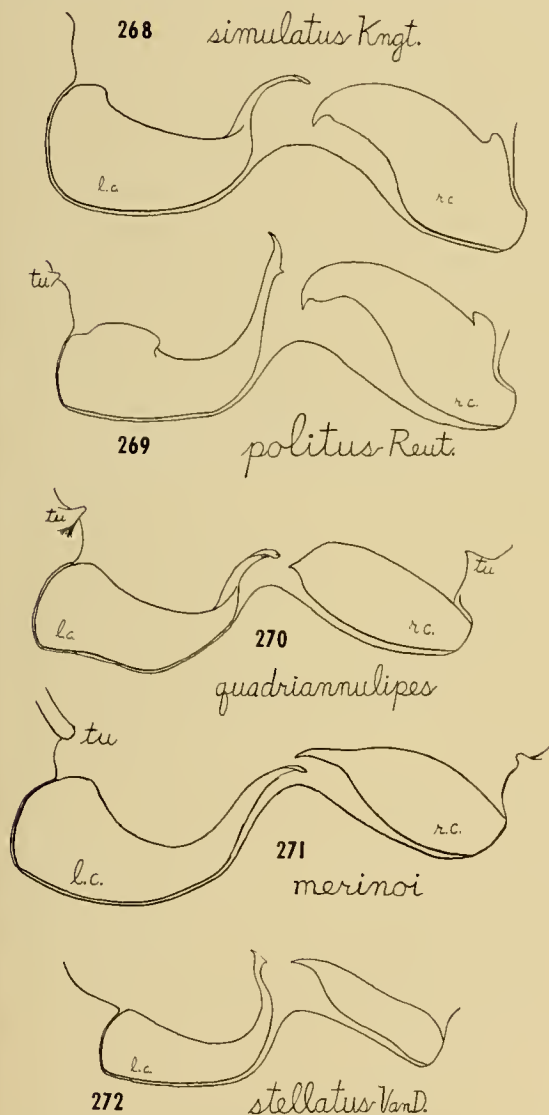 268 simulatus Kngt.
l.c. r.c.
tu
r.c.
269 politus Reut.
tu tu
l.c. 270 r.c.
quadriannulipes
tu
l.c. 271 r.c.
merinoi
l.c.
272 stellatus VanD.